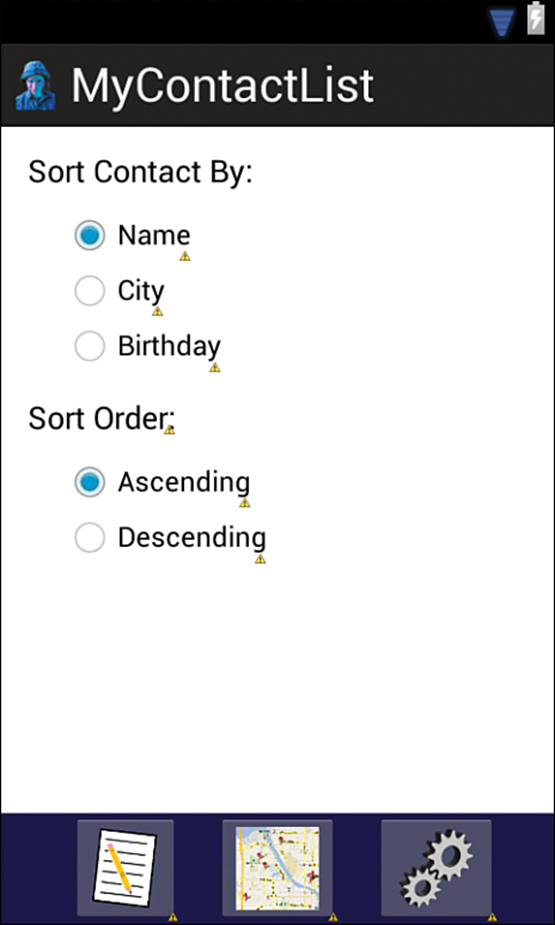 MyContactList
Sort Contact By:
Name
City
Birthday
Sort Order:
Ascending
Descending